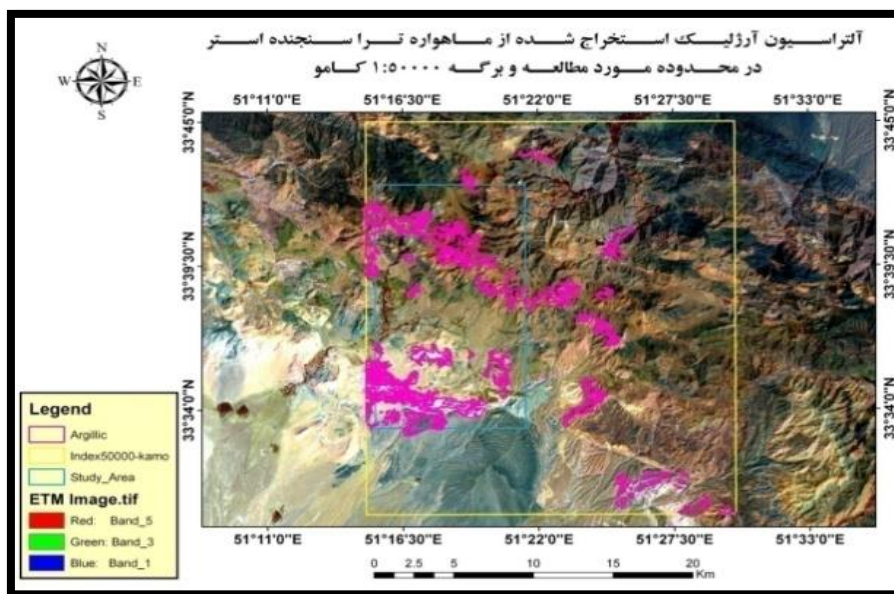 آلتراسیون آرژلیک استخراج شده از ماهواره ترا سنجنده استر
در محدوده مورد مطالعه و برگه ۱:۵۰۰۰۰ کامو
N
W E
S
51°11'0"E 51°16'30"E 51°22'0"E 51°27'30"E 51°33'0"E
33°45'0"N 33°45'0"N
33°39'30"N 33°39'30"N
33°34'0"N 33°34'0"N
51°11'0"E 51°16'30"E 51°22'0"E 51°27'30"E 51°33'0"E
Legend
Argillic
Index50000-kamo
Study_Area
ETM Image.tif
Red: Band_5
Green: Band_3
Blue: Band_1
0 2.5 5 10 15 20
Km